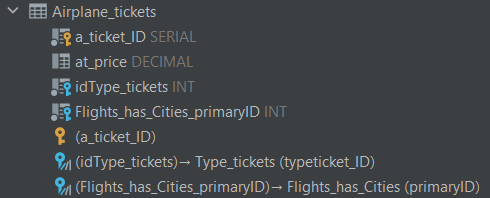 Airplane_tickets
a_ticket_ID SERIAL
at_price DECIMAL
idType_tickets INT
Flights_has_Cities_primaryID INT
(a_ticket_ID)
(idType_tickets)→ Type_tickets (typeticket_ID)
(Flights_has_Cities_primaryID)→ Flights_has_Cities (primaryID)